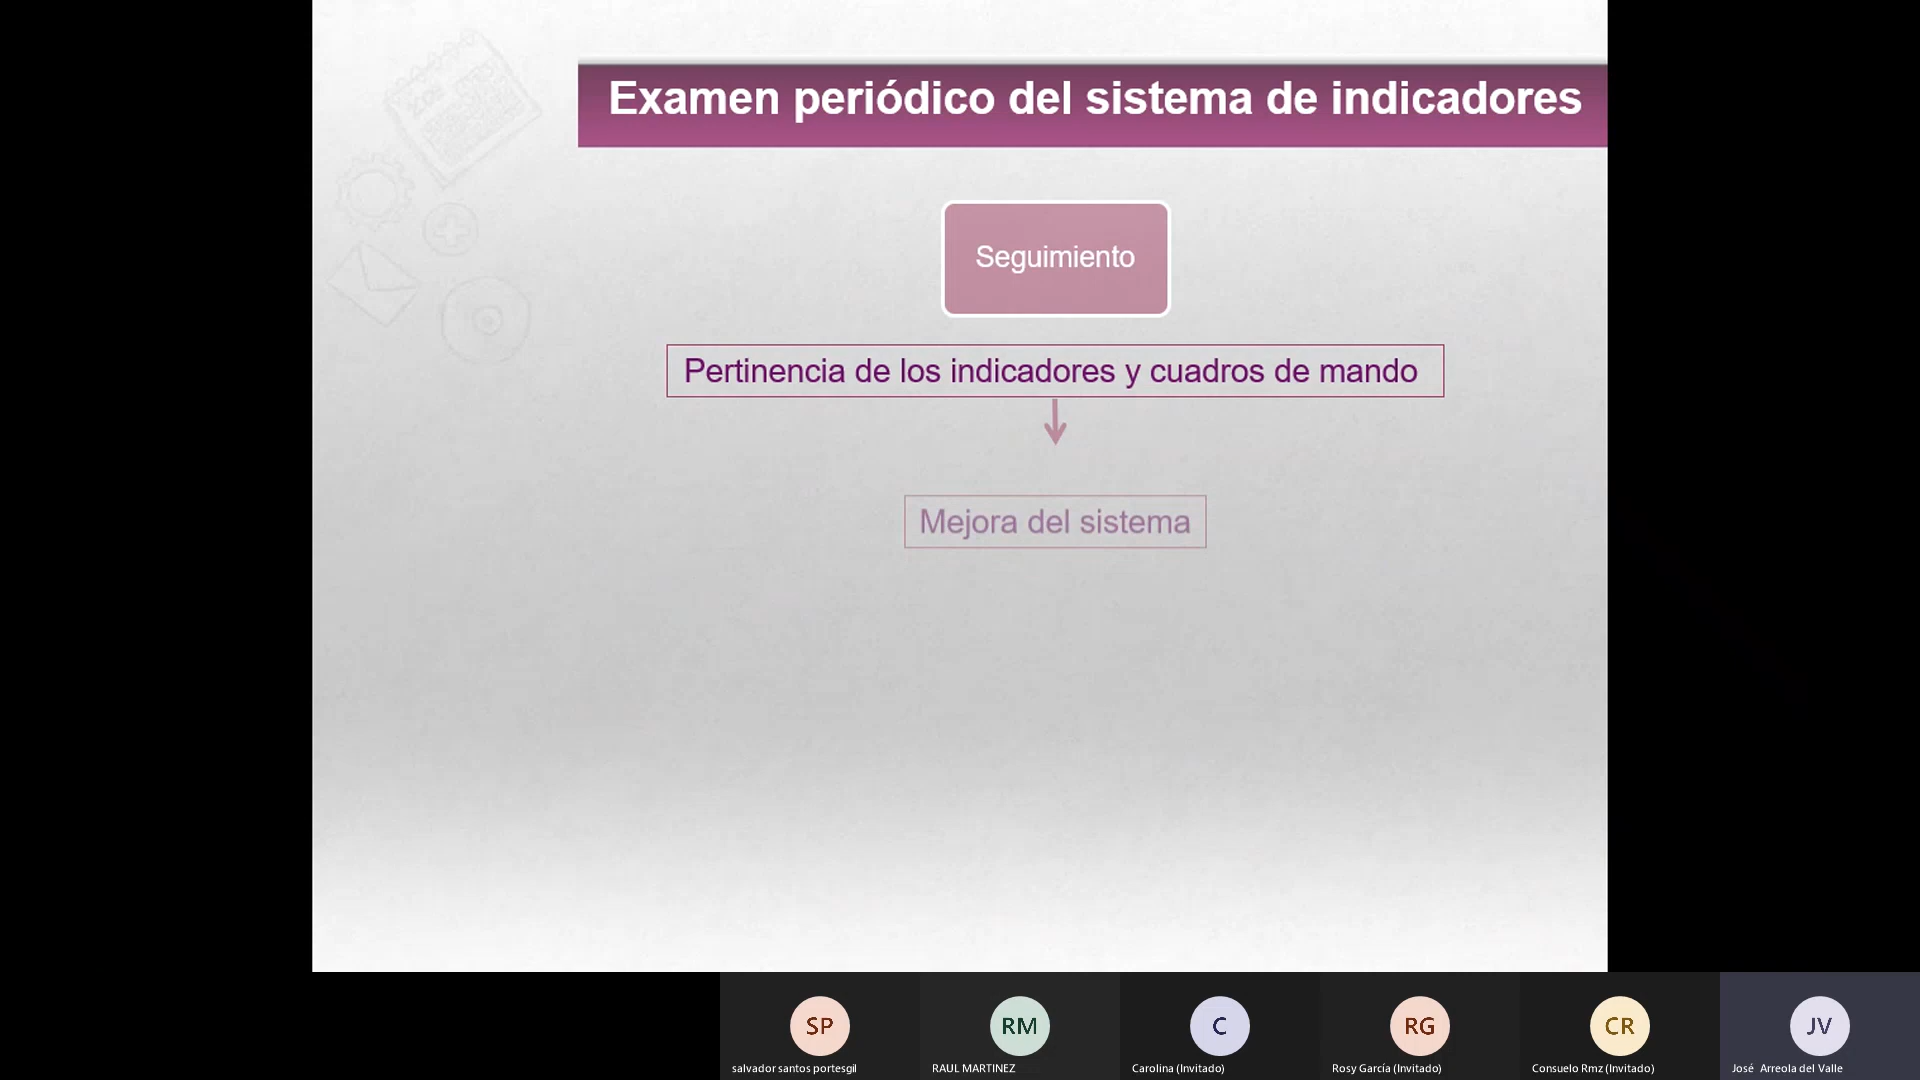 Examen periódico del sistema de indicadores
Seguimiento
Pertinencia de los indicadores y cuadros de mando
Mejora del sistema
SP
RM
C
RG
CR
JV
salvador santos portesgil
RAUL MARTINEZ
Carolina (Invitado)
Rosy García (Invitado)
Consuelo Rmz (Invitado)
José Arreola del Valle